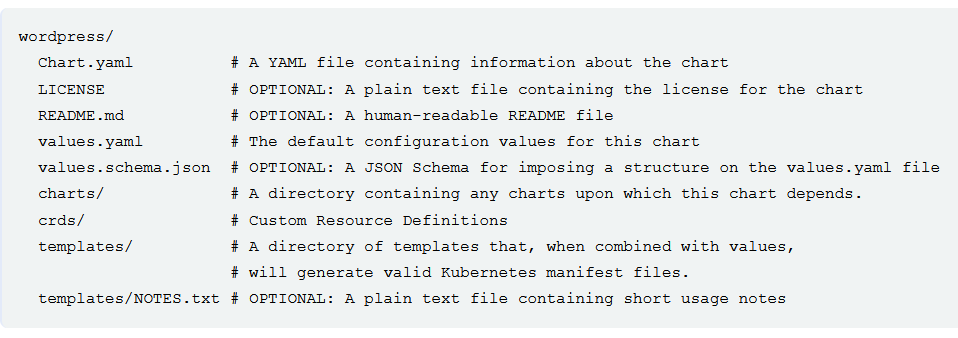 wordpress/
  Chart.yaml          # A YAML file containing information about the chart
  LICENSE             # OPTIONAL: A plain text file containing the license for the chart
  README.md           # OPTIONAL: A human-readable README file
  values.yaml         # The default configuration values for this chart
  values.schema.json  # OPTIONAL: A JSON Schema for imposing a structure on the values.yaml file
  charts/             # A directory containing any charts upon which this chart depends.
  crds/               # Custom Resource Definitions
  templates/          # A directory of templates that, when combined with values,
                      # will generate valid Kubernetes manifest files.
  templates/NOTES.txt # OPTIONAL: A plain text file containing short usage notes